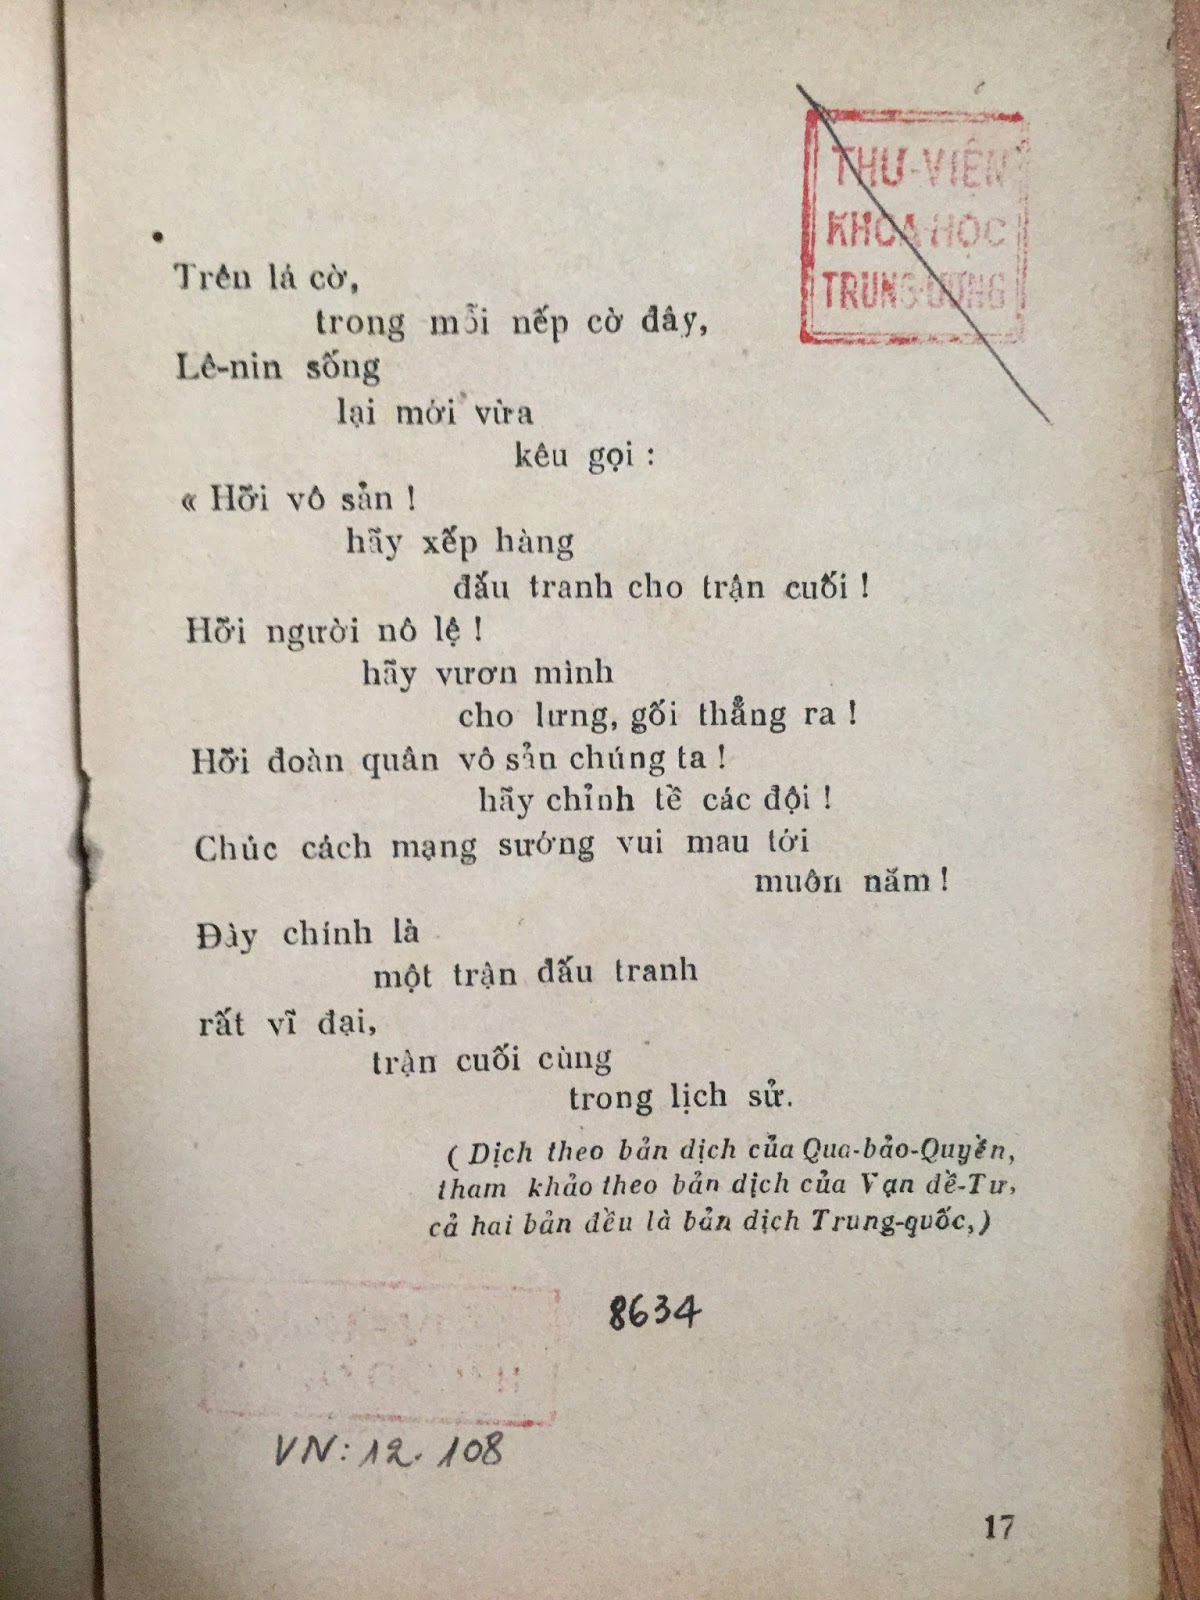 THƯ-VIỆN
KHOA-HỌC
TRUNG-ƯƠNG
Trên lá cờ,
trong mỗi nếp cờ đây,
Lê-nin sống
lại mới vừa
kêu gọi :
« Hỡi vô sản !
hãy xếp hàng
đấu tranh cho trận cuối !
Hỡi người nô lệ !
hãy vươn mình
cho lưng, gối thẳng ra !
Hỡi đoàn quân vô sản chúng ta !
hãy chỉnh tề các đội !
Chúc cách mạng sướng vui mau tới
muôn năm !
Đây chính là
một trận đấu tranh
rất vĩ đại,
trận cuối cùng
trong lịch sử.
( Dịch theo bản dịch của Qua-bảo-Quyền,
tham khảo theo bản dịch của Vạn đề-Tư,
cả hai bản đều là bản dịch Trung-quốc,)
8634
VN: 12. 108
17